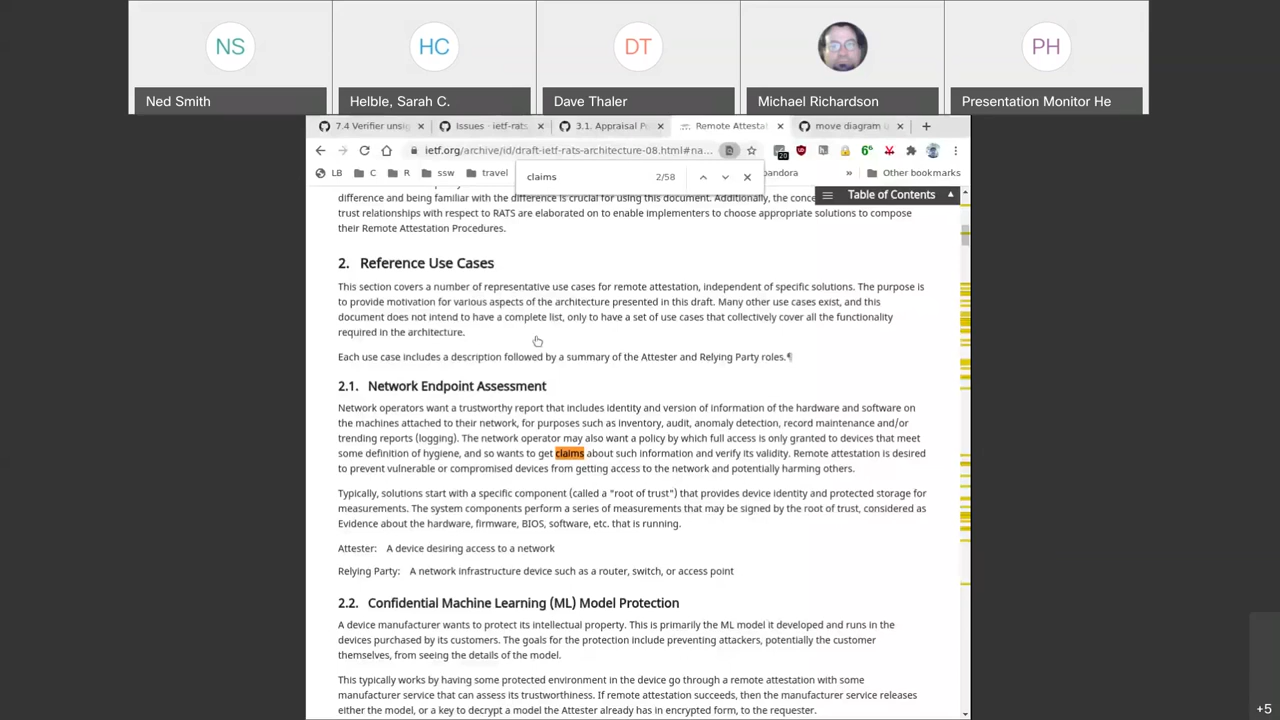 NS
HC
DT
PH
Ned Smith
Helble, Sarah C.
Dave Thaler
Michael Richardson
Presentation Monitor He
7.4 Verifier unsig
Issues · ietf-rats
3.1. Appraisal Po
Remote Attestat
move diagram u
ietf.org/archive/id/draft-ietf-rats-architecture-08.html#na...
20
LB
C
R
ssw
travel
claims
2/58
pandora
»
Other bookmarks
Table of Contents
difference and being familiar with the difference is crucial for using this document. Additionally, the conce
trust relationships with respect to RATS are elaborated on to enable implementers to choose appropriate solutions to compose
their Remote Attestation Procedures.
2. Reference Use Cases
This section covers a number of representative use cases for remote attestation, independent of specific solutions. The purpose is
to provide motivation for various aspects of the architecture presented in this draft. Many other use cases exist, and this
document does not intend to have a complete list, only to have a set of use cases that collectively cover all the functionality
required in the architecture.
Each use case includes a description followed by a summary of the Attester and Relying Party roles.¶
2.1. Network Endpoint Assessment
Network operators want a trustworthy report that includes identity and version of information of the hardware and software on
the machines attached to their network, for purposes such as inventory, audit, anomaly detection, record maintenance and/or
trending reports (logging). The network operator may also want a policy by which full access is only granted to devices that meet
some definition of hygiene, and so wants to get claims about such information and verify its validity. Remote attestation is desired
to prevent vulnerable or compromised devices from getting access to the network and potentially harming others.
Typically, solutions start with a specific component (called a "root of trust") that provides device identity and protected storage for
measurements. The system components perform a series of measurements that may be signed by the root of trust, considered as
Evidence about the hardware, firmware, BIOS, software, etc. that is running.
Attester: A device desiring access to a network
Relying Party: A network infrastructure device such as a router, switch, or access point
2.2. Confidential Machine Learning (ML) Model Protection
A device manufacturer wants to protect its intellectual property. This is primarily the ML model it developed and runs in the
devices purchased by its customers. The goals for the protection include preventing attackers, potentially the customer
themselves, from seeing the details of the model.
This typically works by having some protected environment in the device go through a remote attestation with some
manufacturer service that can assess its trustworthiness. If remote attestation succeeds, then the manufacturer service releases
either the model, or a key to decrypt a model the Attester already has in encrypted form, to the requester.
+5